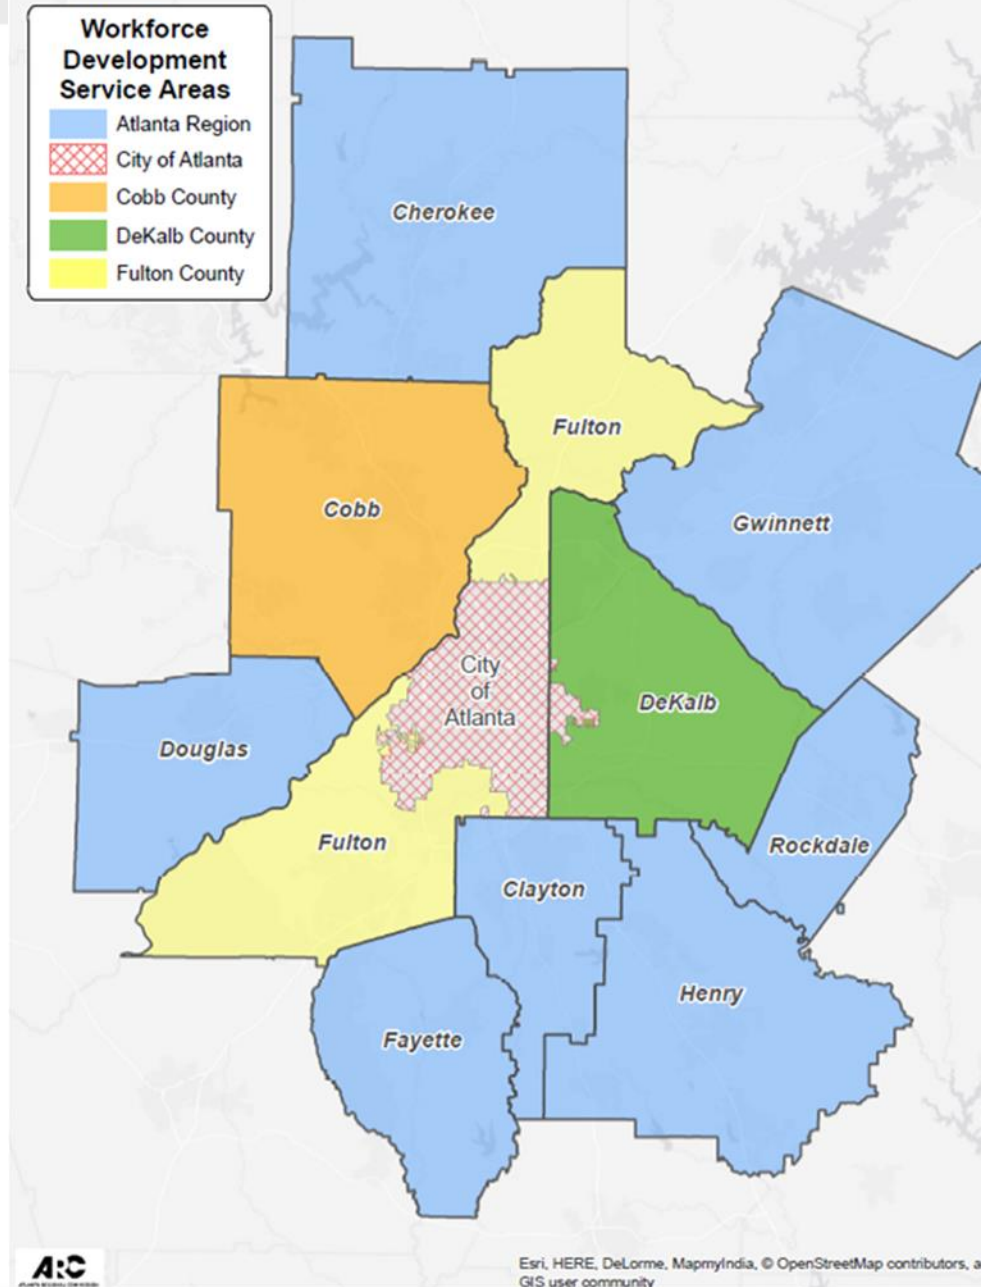 Workforce
Development
Service Areas
Atlanta Region
City of Atlanta
Cobb County
DeKalb County
Fulton County
Cherokee
Fulton
Cobb
Gwinnett
City
of
Atlanta
DeKalb
Douglas
Fulton
Rockdale
Clayton
Henry
Fayette
ARC
Esri, HERE, DeLorme, MapmyIndia, © OpenStreetMap contributors, a
GIS user community